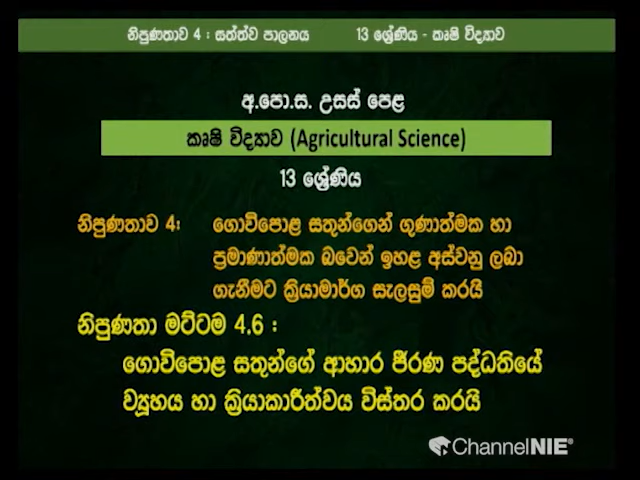 නිපුණතාව 4 : සත්ත්ව පාලනය 13 ශ්‍රේණිය - කෘෂි විද්‍යාව
අ.පො.ස. උසස් පෙළ
කෘෂි විද්‍යාව (Agricultural Science)
13 ශ්‍රේණිය
නිපුණතාව 4: ගොවිපොළ සතුන්ගෙන් ගුණාත්මක හා
ප්‍රමාණාත්මක බවෙන් ඉහළ අස්වනු ලබා
ගැනීමට ක්‍රියාමාර්ග සැලසුම් කරයි
නිපුණතා මට්ටම 4.6 :
ගොවිපොළ සතුන්ගේ ආහාර ජීරණ පද්ධතියේ
ව්‍යූහය හා ක්‍රියාකාරීත්වය විස්තර කරයි
ChannelNIE®